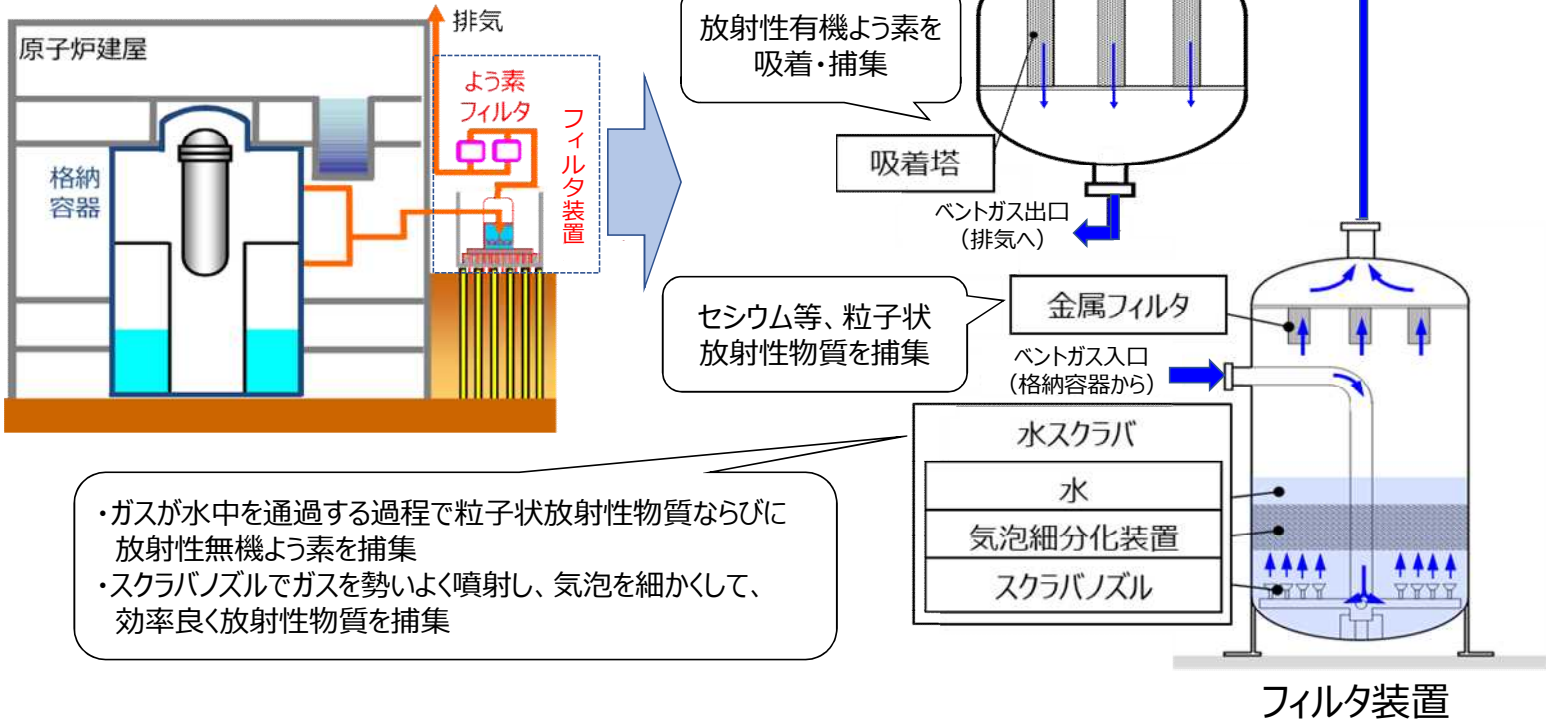 排気
原子炉建屋
よう素
フィルタ
フィルタ装置
格納
容器
放射性有機よう素を
吸着・捕集
吸着塔
ベントガス出口
（排気へ）
セシウム等、粒子状
放射性物質を捕集
金属フィルタ
ベントガス入口
（格納容器から）
水スクラバ
水
気泡細分化装置
スクラバノズル
・ガスが水中を通過する過程で粒子状放射性物質ならびに
放射性無機よう素を捕集
・スクラバノズルでガスを勢いよく噴射し、気泡を細かくして、
効率良く放射性物質を捕集
フィルタ装置